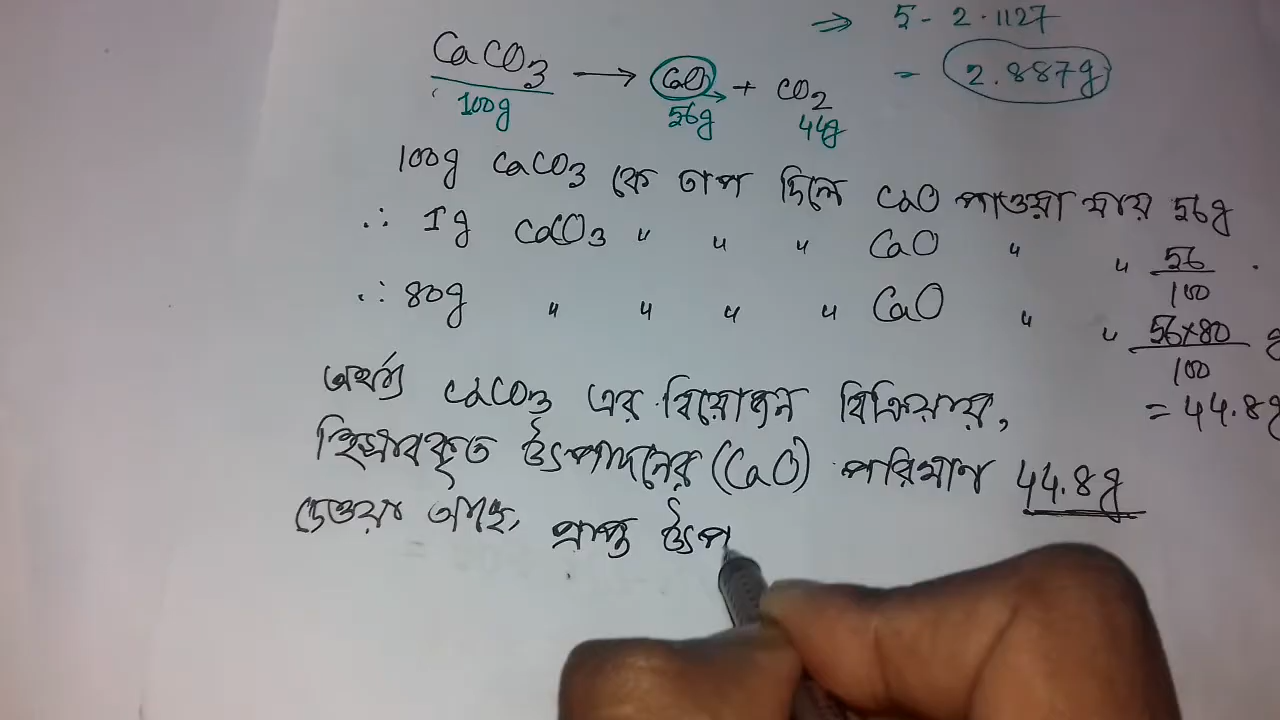 ⇒ 5 - 2.1127
= 2.887g
CaCO3 → CaO + CO2
100g 56g 44g
100g CaCO3 কে তাপ দিলে CaO পাওয়া যায় 56g
∴ 1g CaCO3 " " " CaO " " 56/100
∴ 80g " " " " CaO " " 56×80/100 g
= 44.8g
অর্থাৎ CaCO3 এর বিয়োজন বিক্রিয়ায়,
হিসাবকৃত উৎপাদনের (CaO) পরিমান 44.8g
দেওয়া আছে, প্রাপ্ত উৎপ